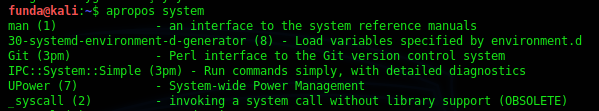 funda@kali:~$ apropos system
man (1)              - an interface to the system reference manuals
30-systemd-environment-d-generator (8) - Load variables specified by environment.d
Git (3pm)            - Perl interface to the Git version control system
IPC::System::Simple (3pm) - Run commands simply, with detailed diagnostics
UPower (7)           - System-wide Power Management
_syscall (2)         - invoking a system call without library support (OBSOLETE)